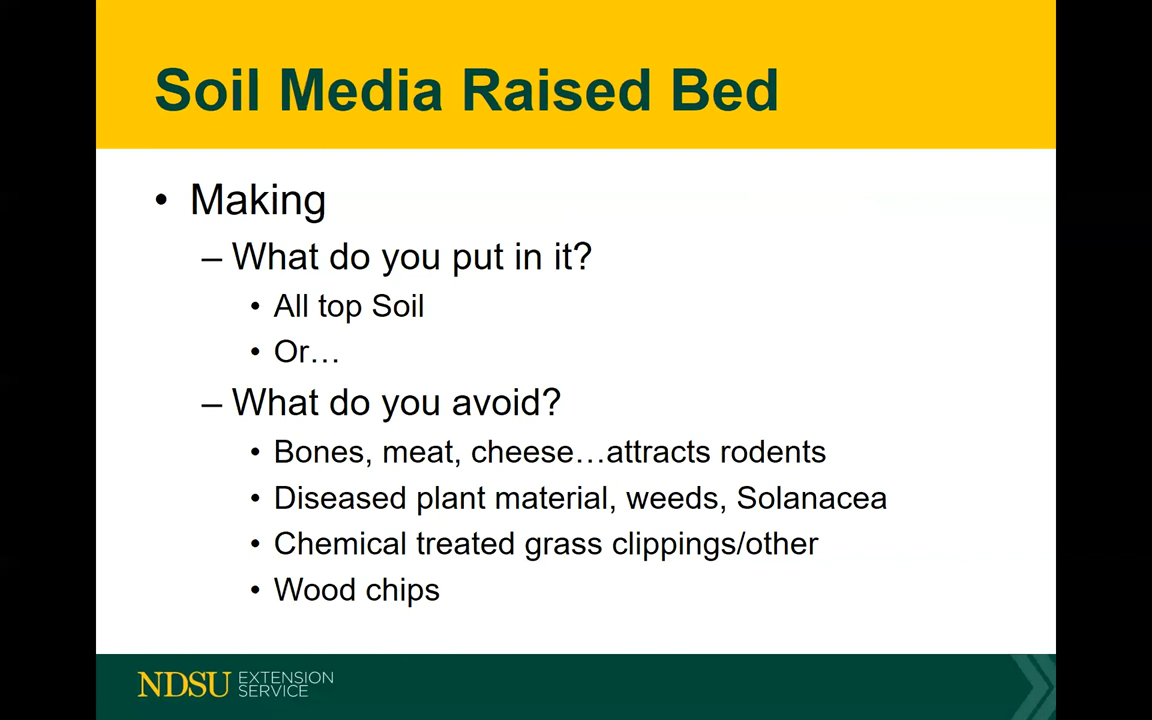 Soil Media Raised Bed
• Making
– What do you put in it?
• All top Soil
• Or…
– What do you avoid?
• Bones, meat, cheese…attracts rodents
• Diseased plant material, weeds, Solanacea
• Chemical treated grass clippings/other
• Wood chips
NDSU EXTENSION
SERVICE